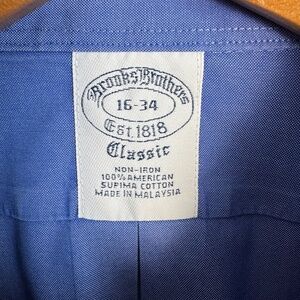 Brooks Brothers
16-34
Est. 1818
Classic
NON-IRON
100% AMERICAN
SUPIMA COTTON
MADE IN MALAYSIA